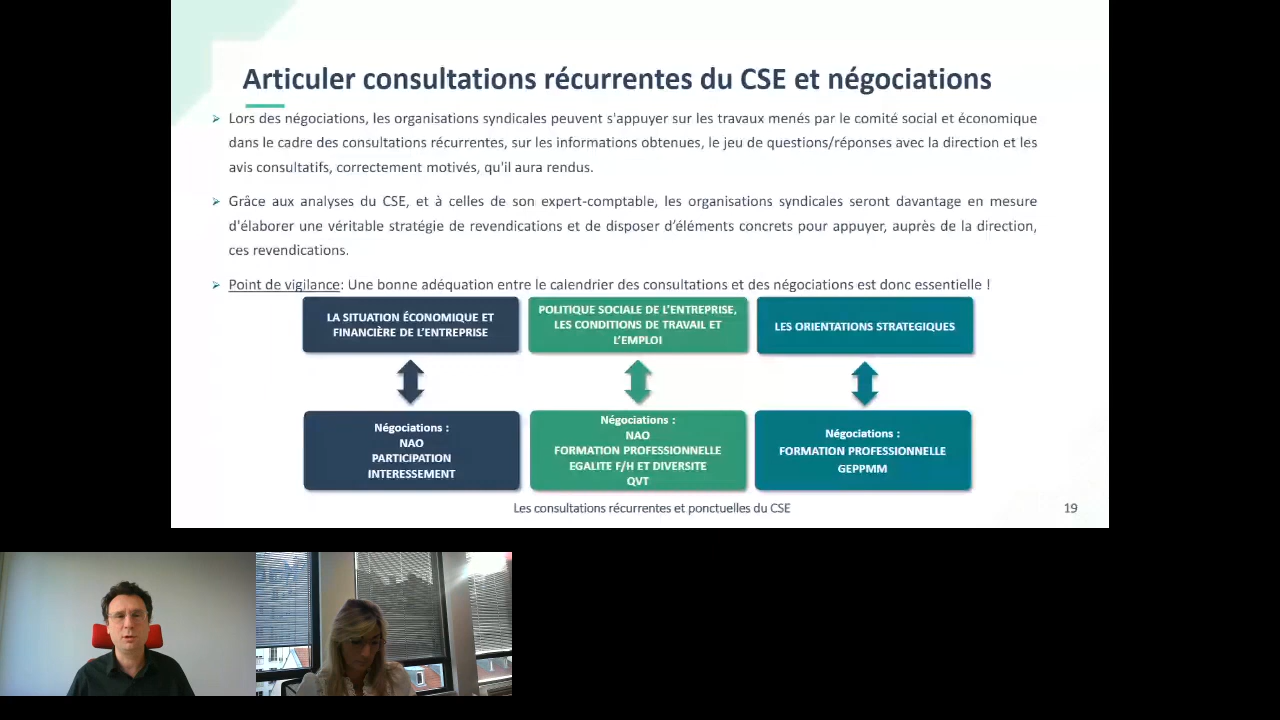 Articuler consultations récurrentes du CSE et négociations
➢ Lors des négociations, les organisations syndicales peuvent s'appuyer sur les travaux menés par le comité social et économique
dans le cadre des consultations récurrentes, sur les informations obtenues, le jeu de questions/réponses avec la direction et les
avis consultatifs, correctement motivés, qu'il aura rendus.
➢ Grâce aux analyses du CSE, et à celles de son expert-comptable, les organisations syndicales seront davantage en mesure
d'élaborer une véritable stratégie de revendications et de disposer d’éléments concrets pour appuyer, auprès de la direction,
ces revendications.
➢ Point de vigilance: Une bonne adéquation entre le calendrier des consultations et des négociations est donc essentielle !
LA SITUATION ÉCONOMIQUE ET
FINANCIÈRE DE L’ENTREPRISE
POLITIQUE SOCIALE DE L’ENTREPRISE,
LES CONDITIONS DE TRAVAIL ET
L’EMPLOI
LES ORIENTATIONS STRATEGIQUES
Négociations :
NAO
PARTICIPATION
INTERESSEMENT
Négociations :
NAO
FORMATION PROFESSIONNELLE
EGALITE F/H ET DIVERSITE
QVT
Négociations :
FORMATION PROFESSIONNELLE
GEPPMM
Les consultations récurrentes et ponctuelles du CSE
19